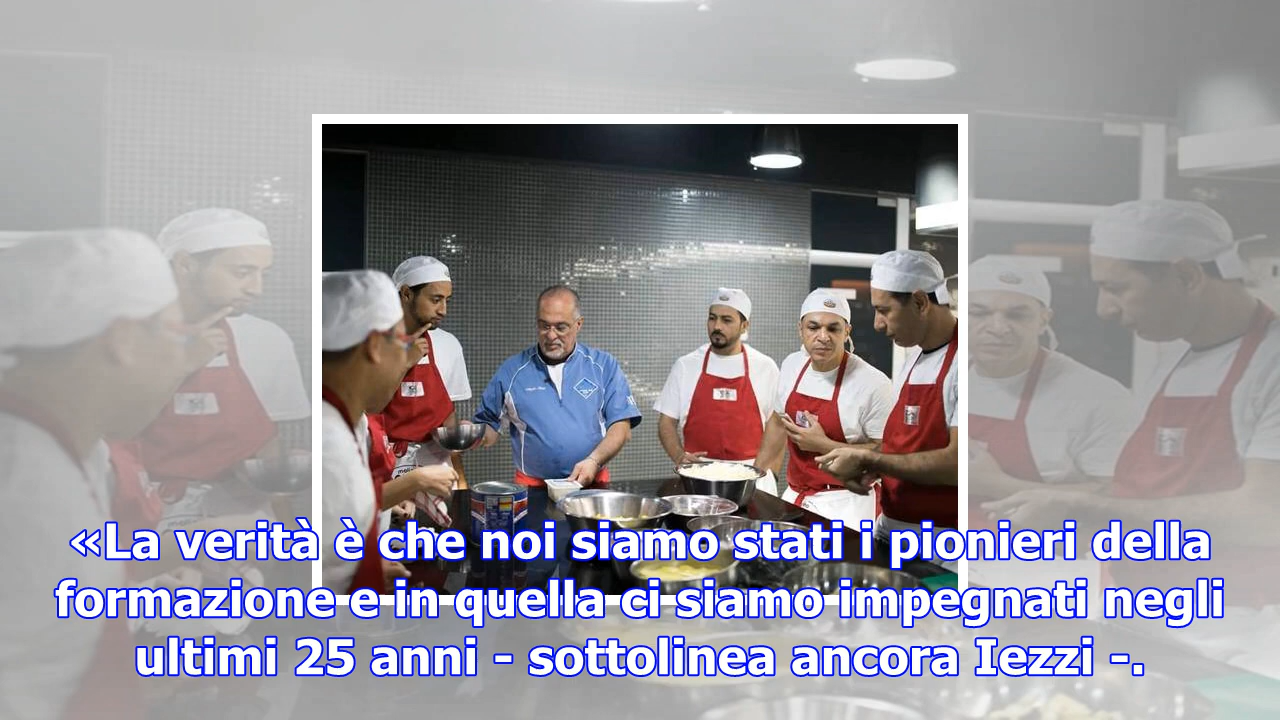 «La verità è che noi siamo stati i pionieri della
formazione e in quella ci siamo impegnati negli
ultimi 25 anni - sottolinea ancora Iezzi -.